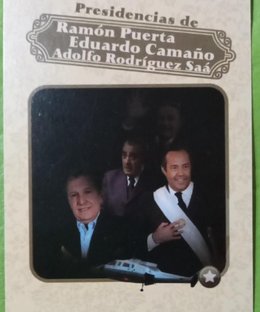 Presidencias de
Ramón Puerta
Eduardo Camaño
Adolfo Rodríguez Saá